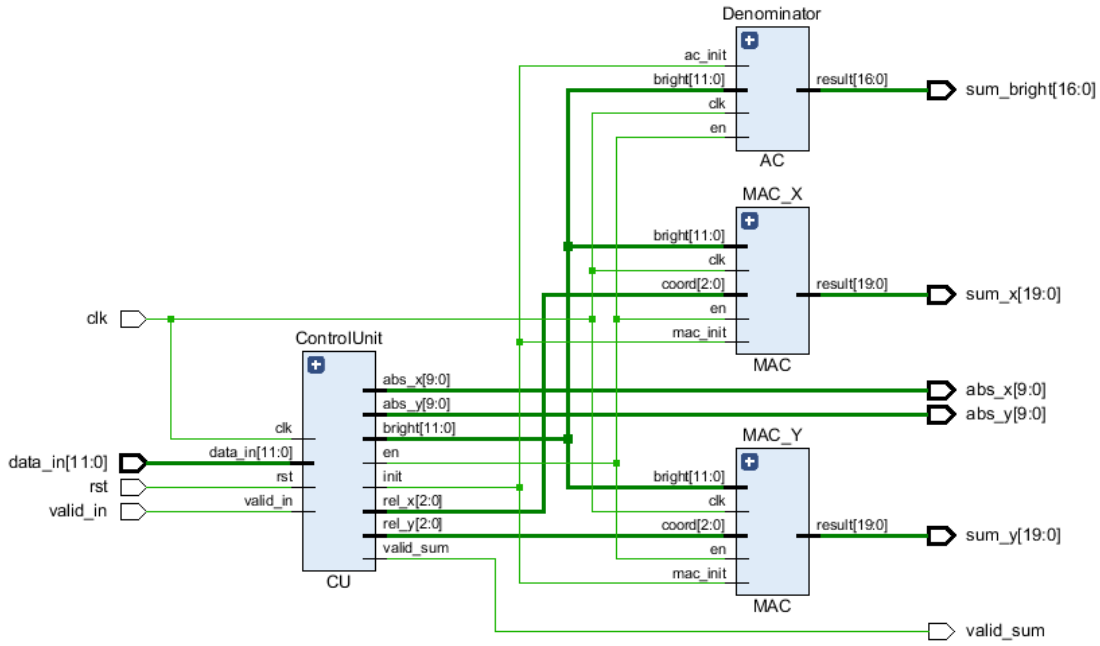 Denominator
ac_init
bright[11:0]
clk
en
result[16:0]
AC
sum_bright[16:0]
MAC_X
bright[11:0]
clk
coord[2:0]
en
mac_init
result[19:0]
MAC
sum_x[19:0]
clk
data_in[11:0]
rst
valid_in
ControlUnit
clk
data_in[11:0]
rst
valid_in
abs_x[9:0]
abs_y[9:0]
bright[11:0]
en
init
rel_x[2:0]
rel_y[2:0]
valid_sum
CU
abs_x[9:0]
abs_y[9:0]
MAC_Y
bright[11:0]
clk
coord[2:0]
en
mac_init
result[19:0]
MAC
sum_y[19:0]
valid_sum